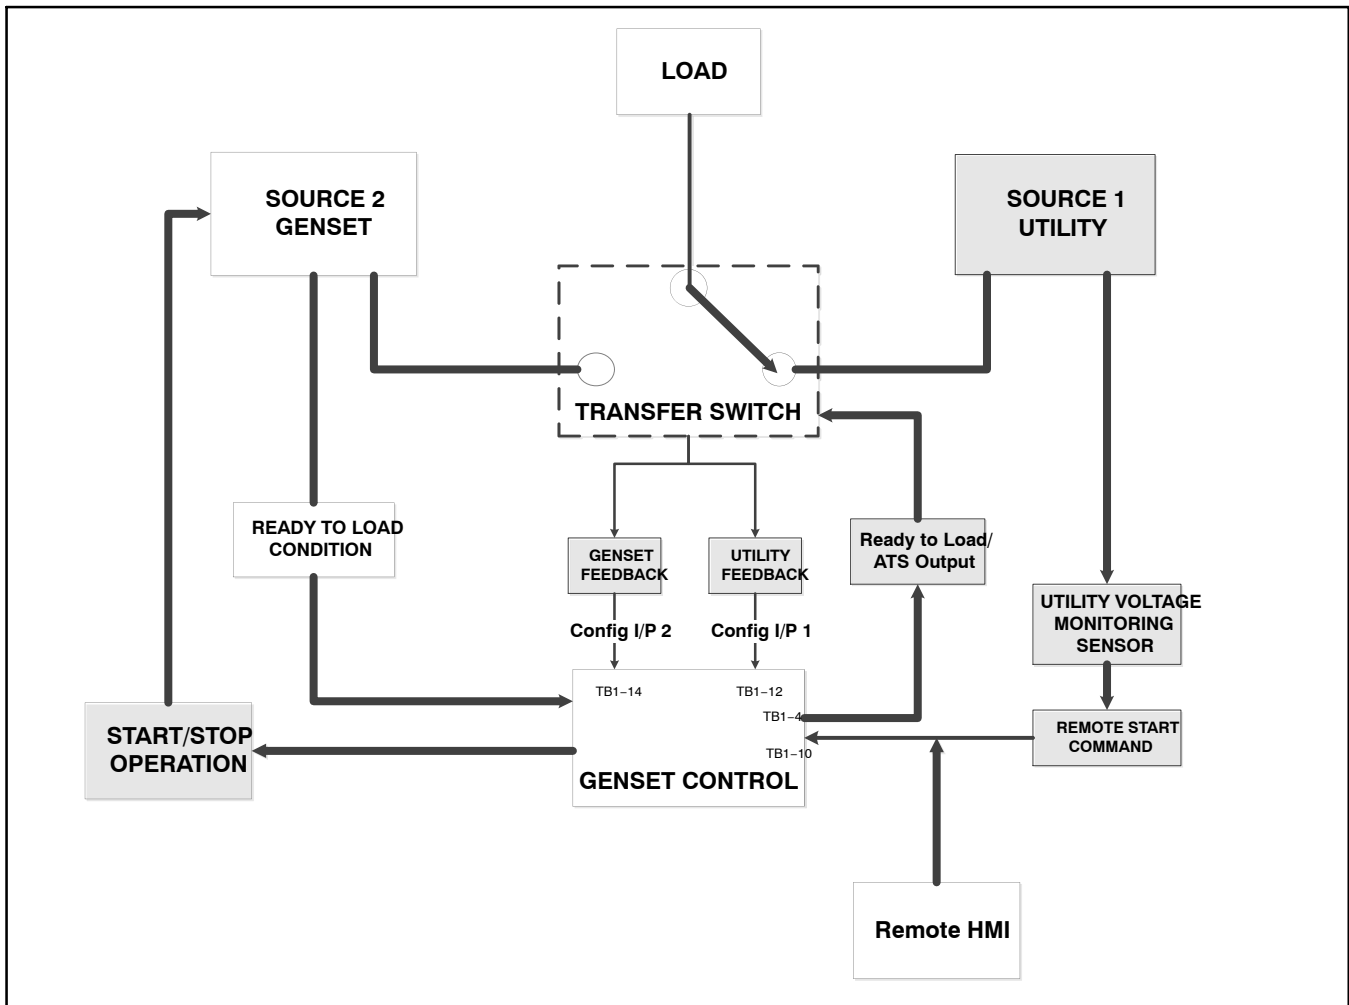 LOAD
SOURCE 2
GENSET
SOURCE 1
UTILITY
TRANSFER SWITCH
READY TO LOAD
CONDITION
GENSET
FEEDBACK
UTILITY
FEEDBACK
Ready to Load/
ATS Output
UTILITY VOLTAGE
MONITORING
SENSOR
Config I/P 2
Config I/P 1
TB1-14
TB1-12
TB1-4
TB1-10
GENSET CONTROL
START/STOP
OPERATION
REMOTE START
COMMAND
Remote HMI